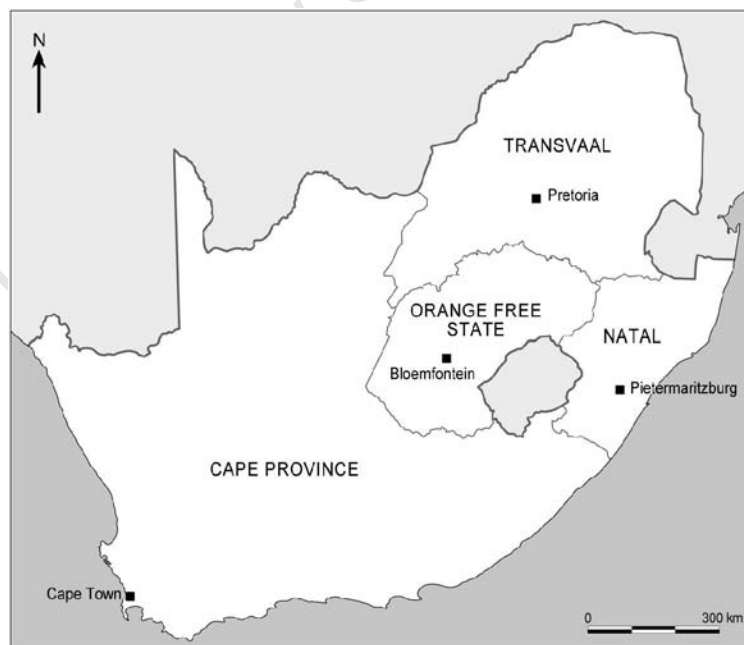 N
TRANSVAAL
Pretoria
ORANGE FREE
STATE
NATAL
Bloemfontein
Pietermaritzburg
CAPE PROVINCE
Cape Town
0 300 km